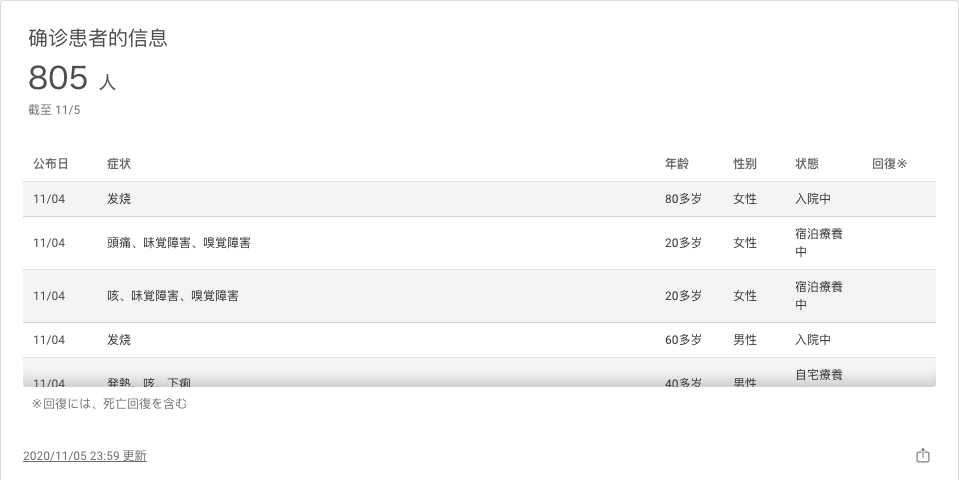 确诊患者的信息
805 人
截至 11/5
公布日 症状 年龄 性别 状態 回復※
11/04 发烧 80多岁 女性 入院中
11/04 頭痛、味覚障害、嗅覚障害 20多岁 女性 宿泊療養
中
11/04 咳、味覚障害、嗅覚障害 20多岁 女性 宿泊療養
中
11/04 发烧 60多岁 男性 入院中
11/04 発熱、咳、下痢 40多岁 男性 自宅療養
※回復には、死亡回復を含む
2020/11/05 23:59 更新